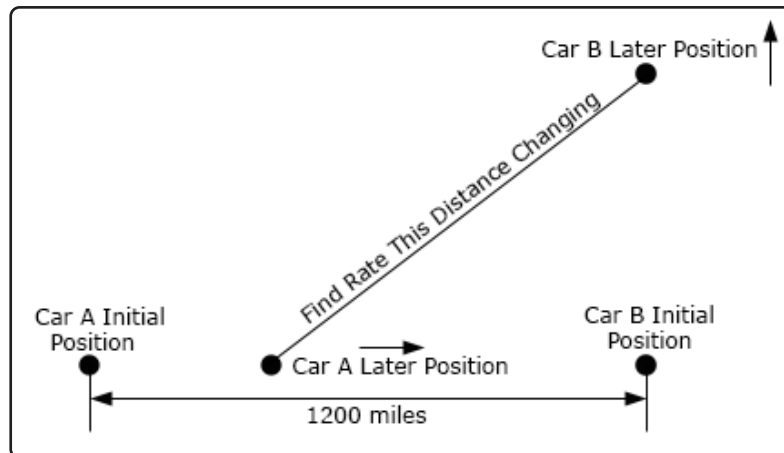 Car B Later Position
Find Rate This Distance Changing
Car A Initial
Position
Car B Initial
Position
Car A Later Position
1200 miles